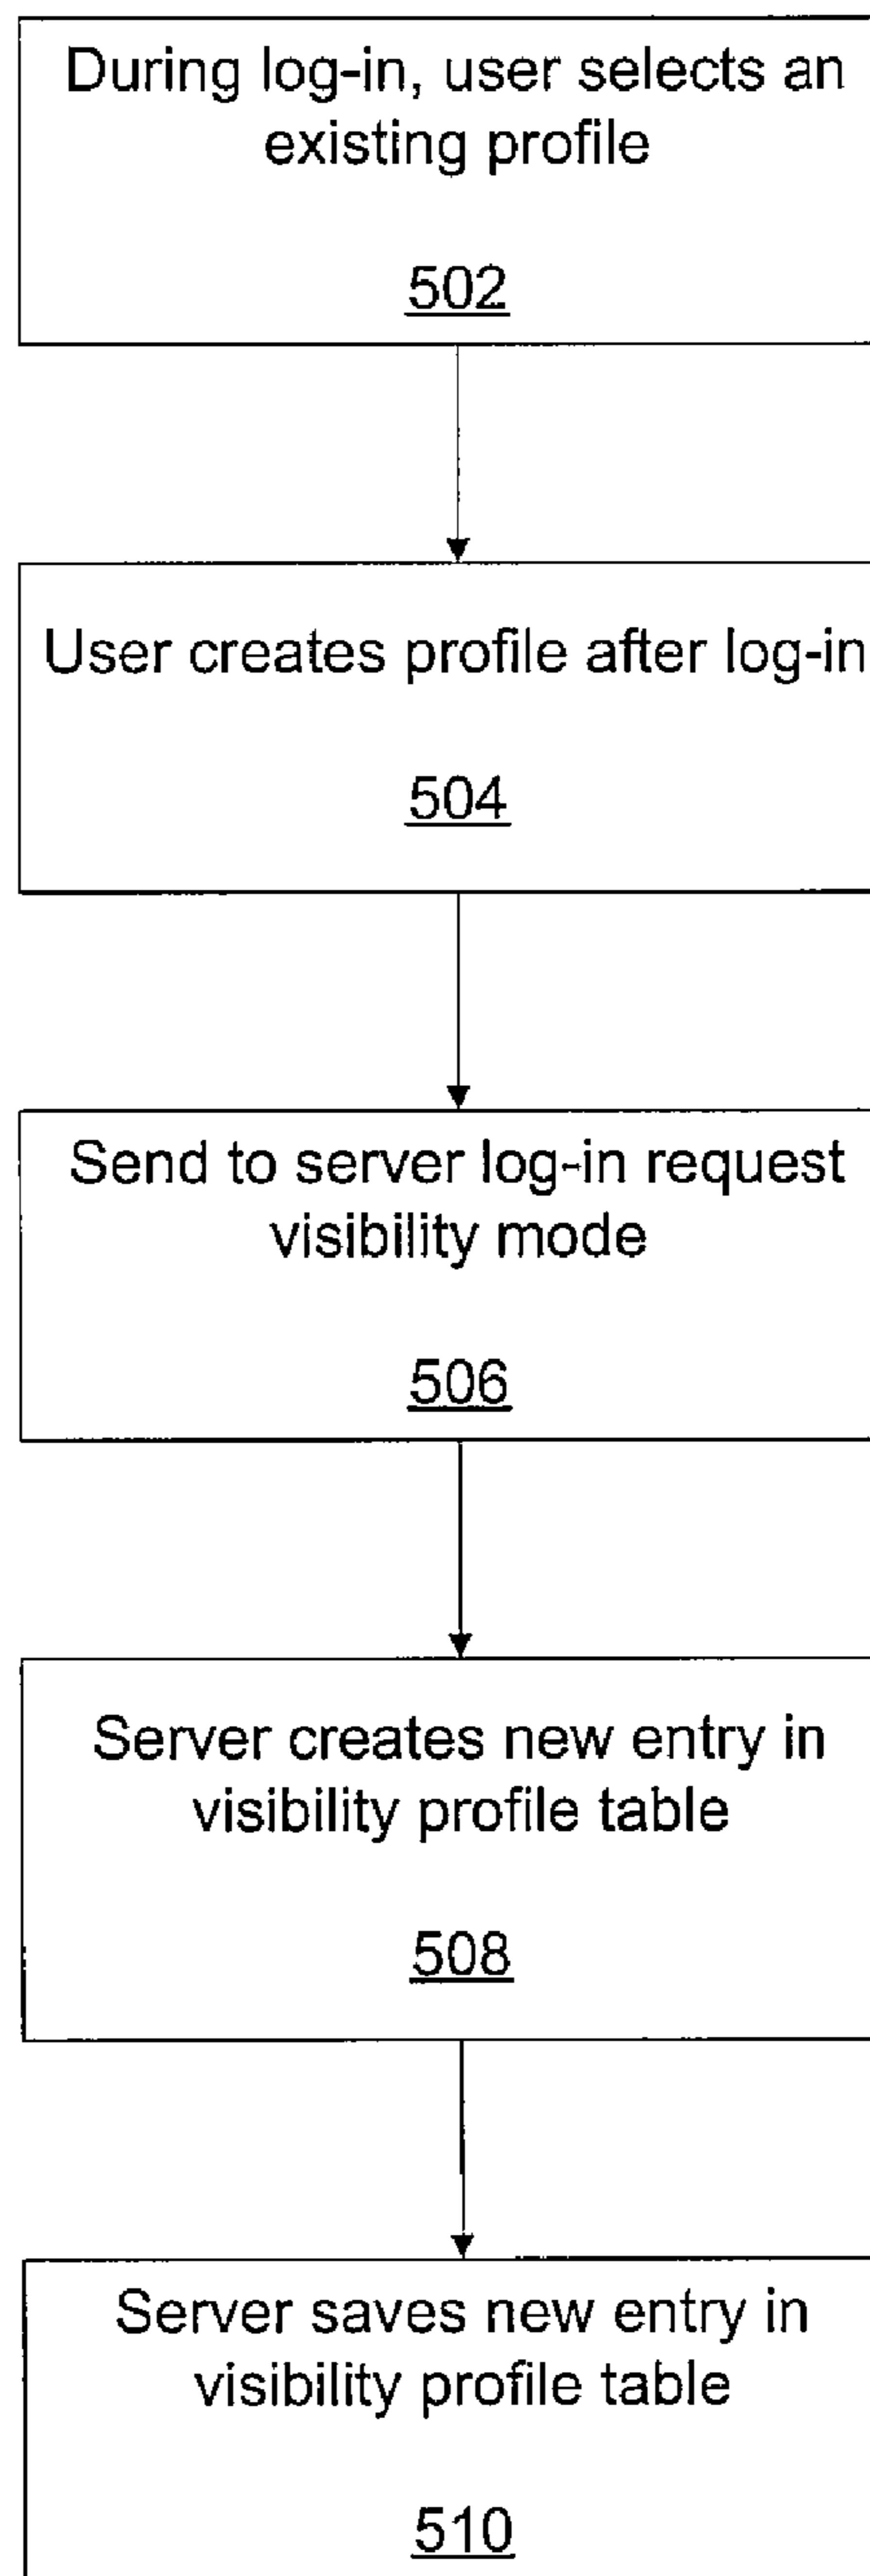 During log-in, user selects an
existing profile
502
User creates profile after log-in
504
Send to server log-in request
visibility mode
506
Server creates new entry in
visibility profile table
508
Server saves new entry in
visibility profile table
510